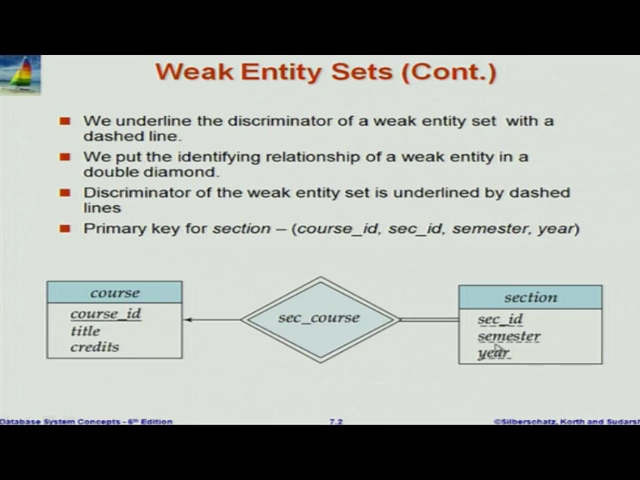 Weak Entity Sets (Cont.)
We underline the discriminator of a weak entity set with a
dashed line.
We put the identifying relationship of a weak entity in a
double diamond.
Discriminator of the weak entity set is underlined by dashed
lines
Primary key for section – (course_id, sec_id, semester, year)
course
course_id
title
credits
sec_course
section
sec_id
semester
year
Database System Concepts - 6th Edition
7.2
©Silberschatz, Korth and Sudarsh